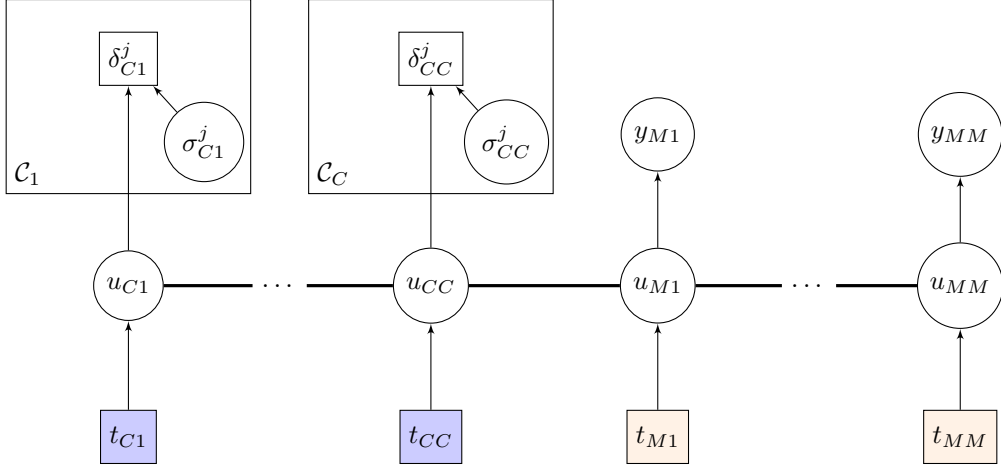 δ^j_{C1} δ^j_{CC}
σ^j_{C1} σ^j_{CC} y_{M1} y_{MM}
𝒞_1 𝒞_C
u_{C1} ⋯ u_{CC} u_{M1} ⋯ u_{MM}
t_{C1} t_{CC} t_{M1} t_{MM}